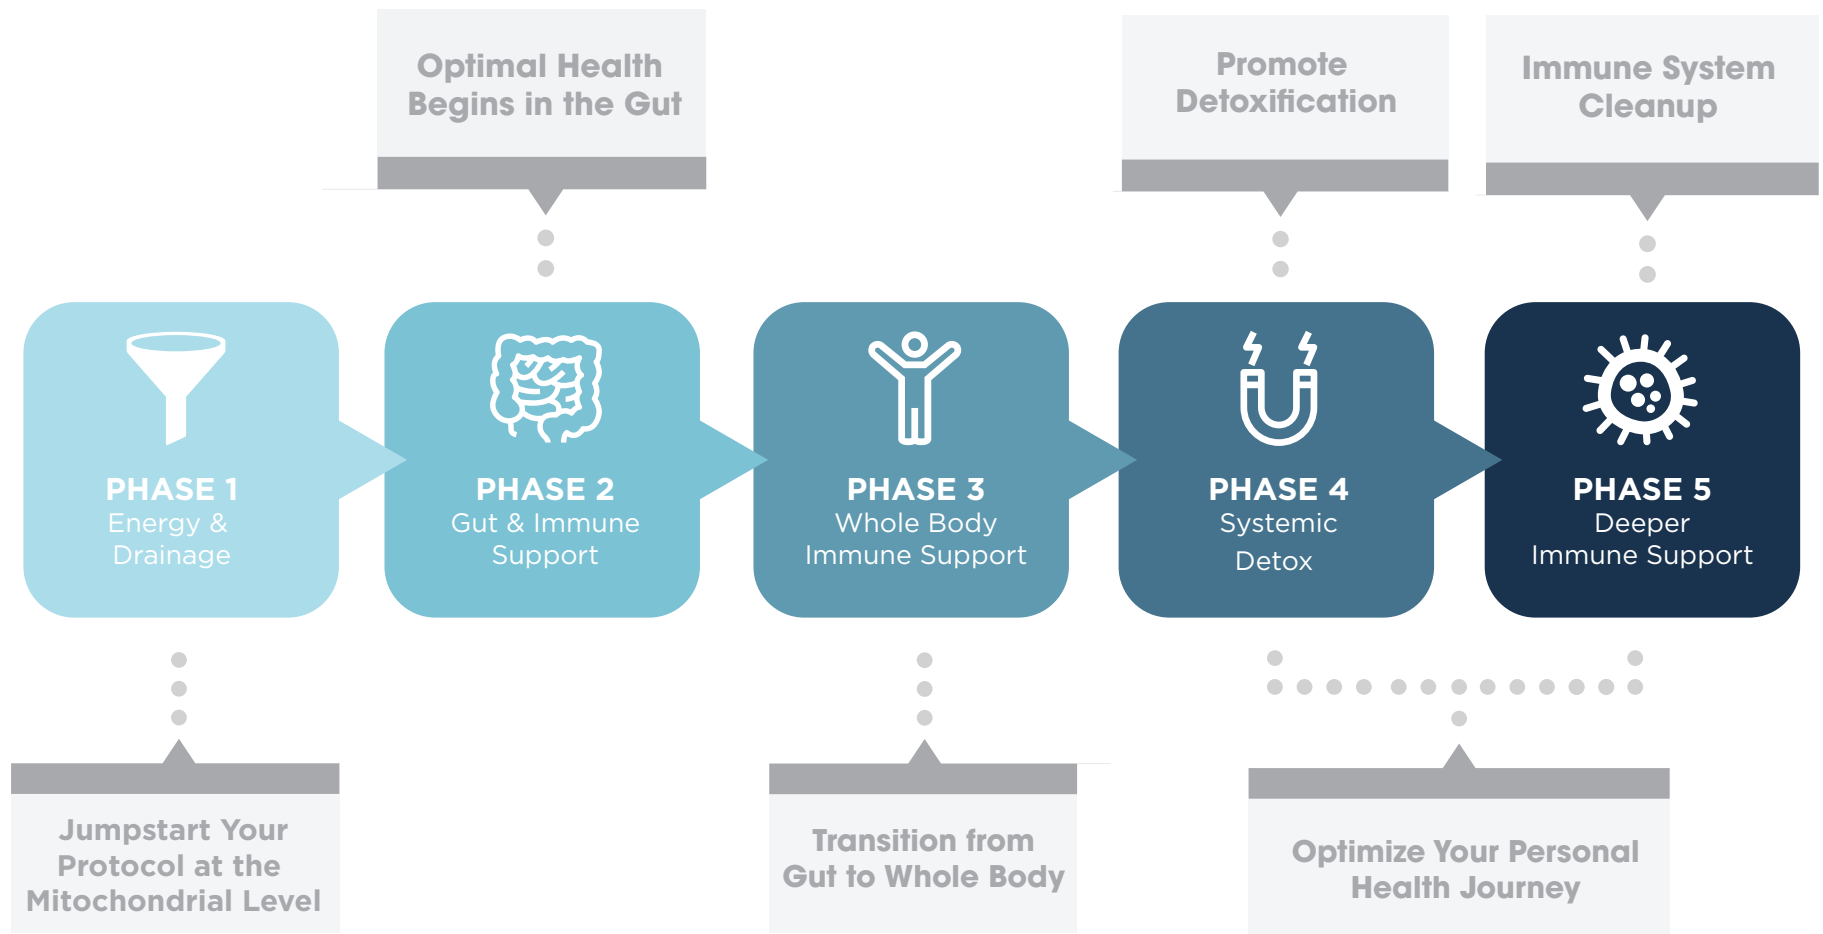 Optimal Health
Begins in the Gut
Promote
Detoxification
Immune System
Cleanup
PHASE 1
Energy &
Drainage
PHASE 2
Gut & Immune
Support
PHASE 3
Whole Body
Immune Support
PHASE 4
Systemic
Detox
PHASE 5
Deeper
Immune Support
Jumpstart Your
Protocol at the
Mitochondrial Level
Transition from
Gut to Whole Body
Optimize Your Personal
Health Journey